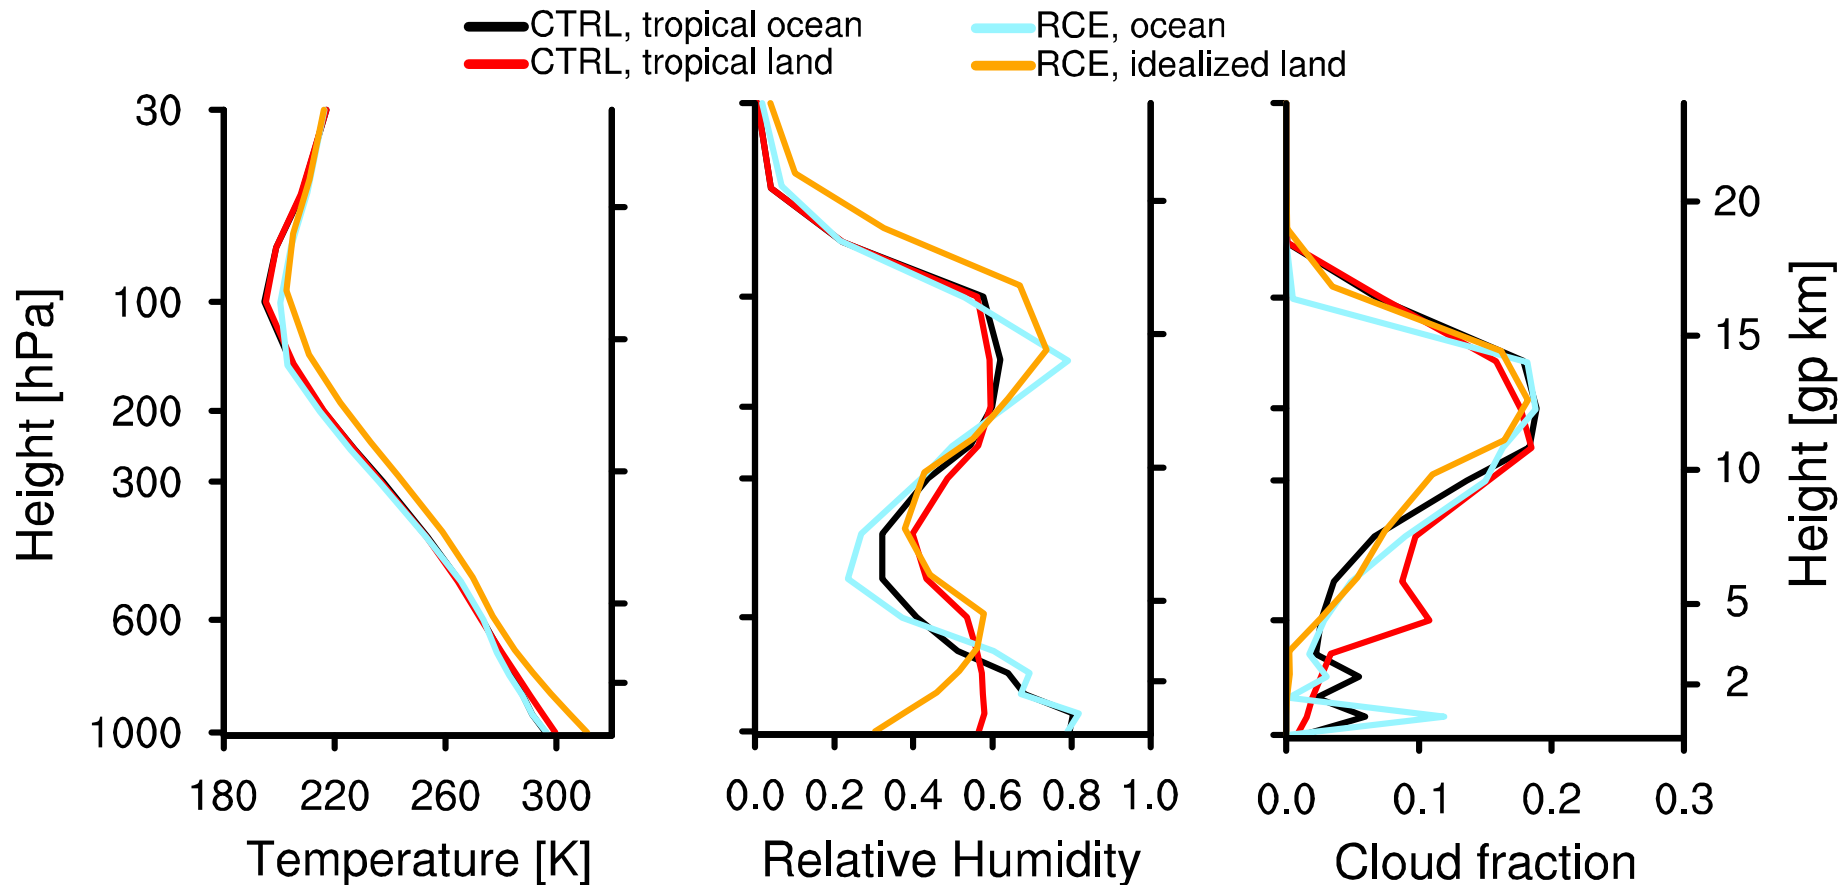 CTRL, tropical ocean
RCE, ocean
CTRL, tropical land
RCE, idealized land
Height [hPa]
30
100
200
300
600
1000
180 220 260 300
Temperature [K]
0.0 0.2 0.4 0.6 0.8 1.0
Relative Humidity
0.0 0.1 0.2 0.3
Cloud fraction
20
15
10
5
2
Height [gp km]